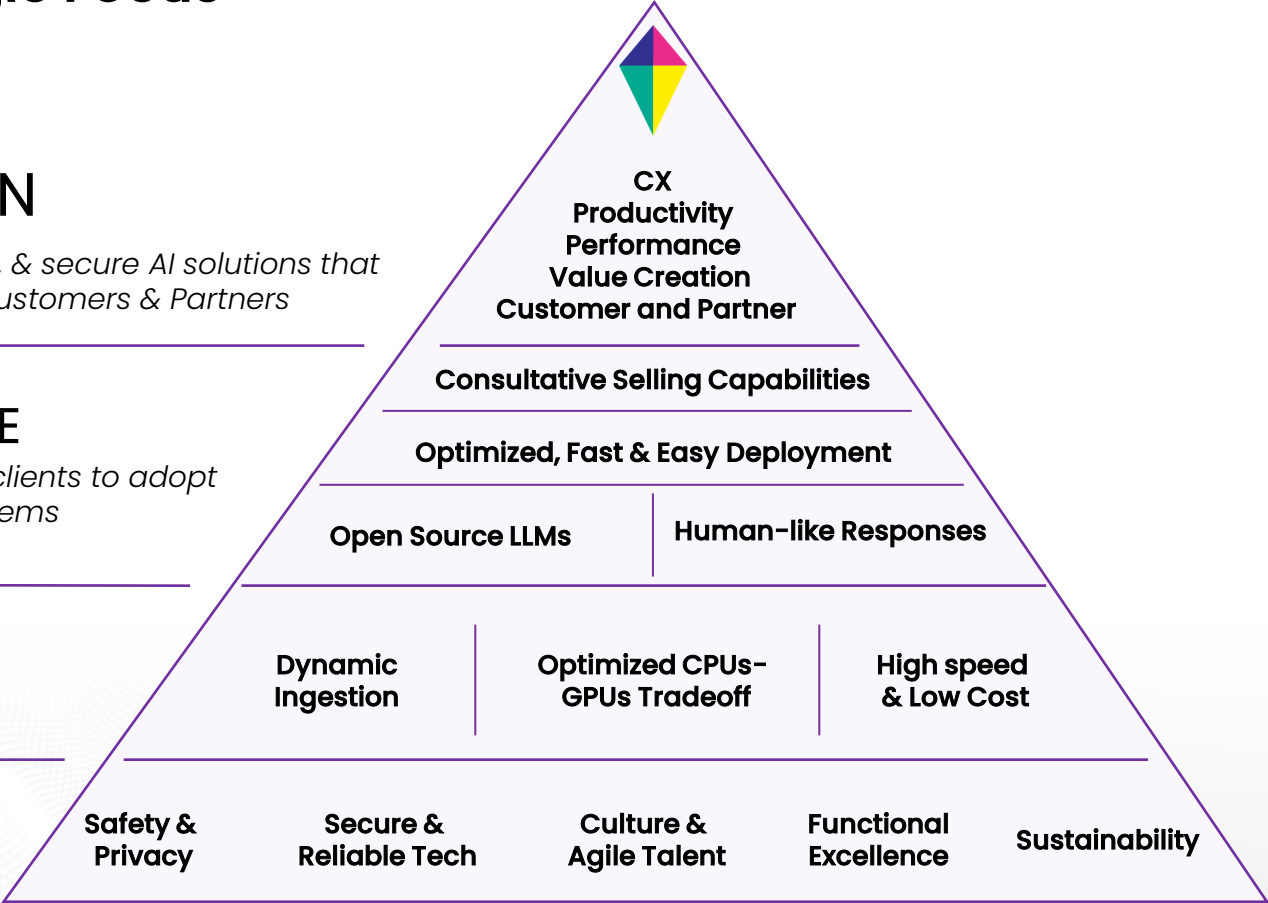 N
& secure AI solutions that
ustomers & Partners
E
clients to adopt
ems
CX
Productivity
Performance
Value Creation
Customer and Partner
Consultative Selling Capabilities
Optimized, Fast & Easy Deployment
Open Source LLMs
Human-like Responses
Dynamic
Ingestion
Optimized CPUs-
GPUs Tradeoff
High speed
& Low Cost
Safety &
Privacy
Secure &
Reliable Tech
Culture &
Agile Talent
Functional
Excellence
Sustainability